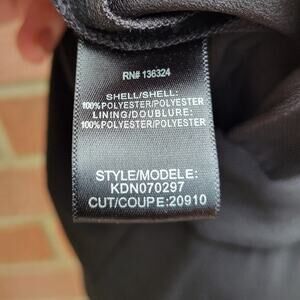 RN# 136324
SHELL/SHELL:
100%POLYESTER/POLYESTER
LINING/DOUBLURE:
100%POLYESTER/POLYESTER
STYLE/MODELE:
KDN070297
CUT/COUPE:20910